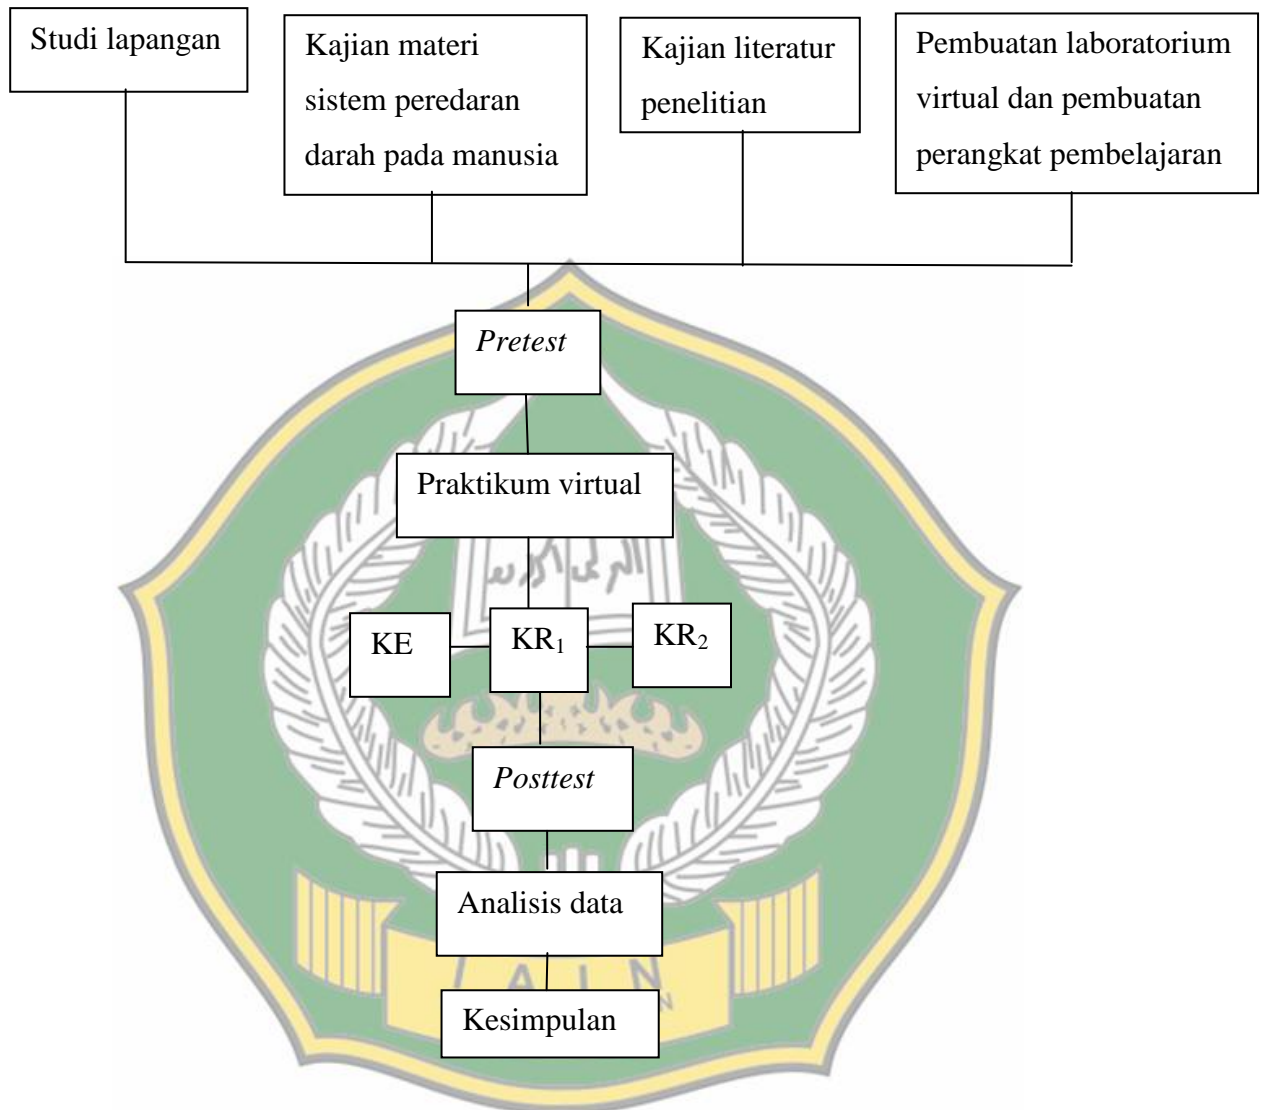 Studi lapangan
Kajian materi
sistem peredaran
darah pada manusia
Kajian literatur
penelitian
Pembuatan laboratorium
virtual dan pembuatan
perangkat pembelajaran
Pretest
Praktikum virtual
KE
KR₁
KR₂
Posttest
Analisis data
A I N
Kesimpulan